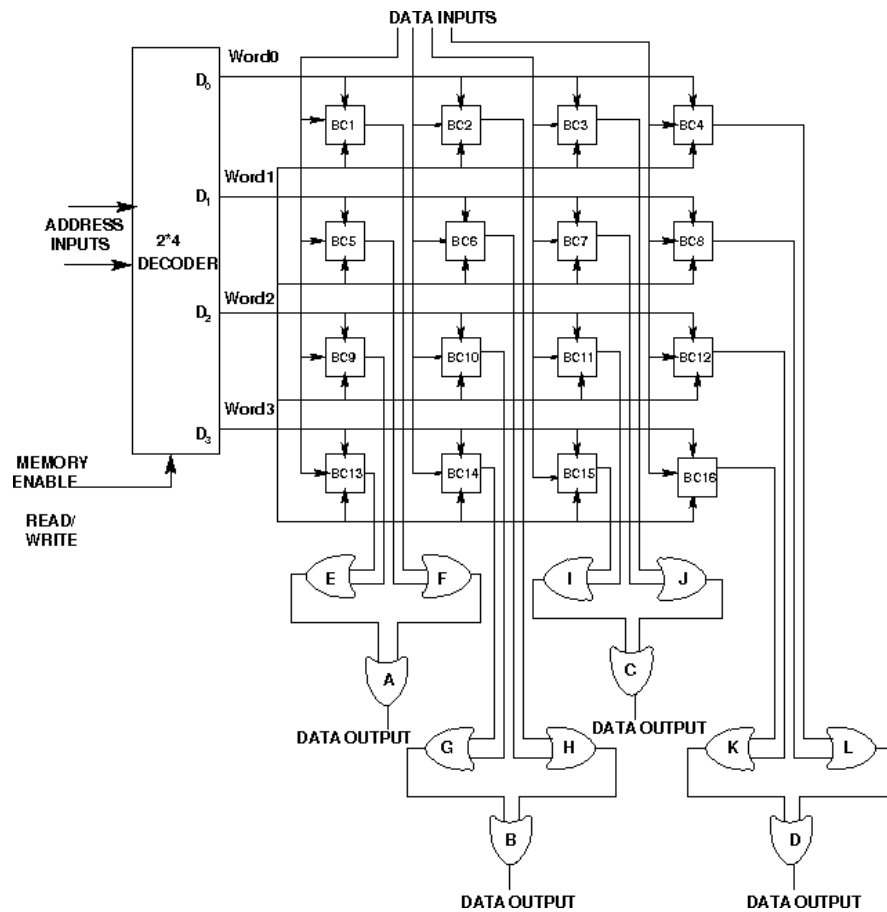 DATA INPUTS
Word0
D0
BC1 BC2 BC3 BC4
Word1
D1
ADDRESS
INPUTS
2*4
DECODER
BC5 BC6 BC7 BC8
Word2
D2
BC9 BC10 BC11 BC12
Word3
D3
MEMORY
ENABLE
BC13 BC14 BC15 BC16
READ/
WRITE
E F I J
A C
DATA OUTPUT DATA OUTPUT
G H K L
B D
DATA OUTPUT DATA OUTPUT